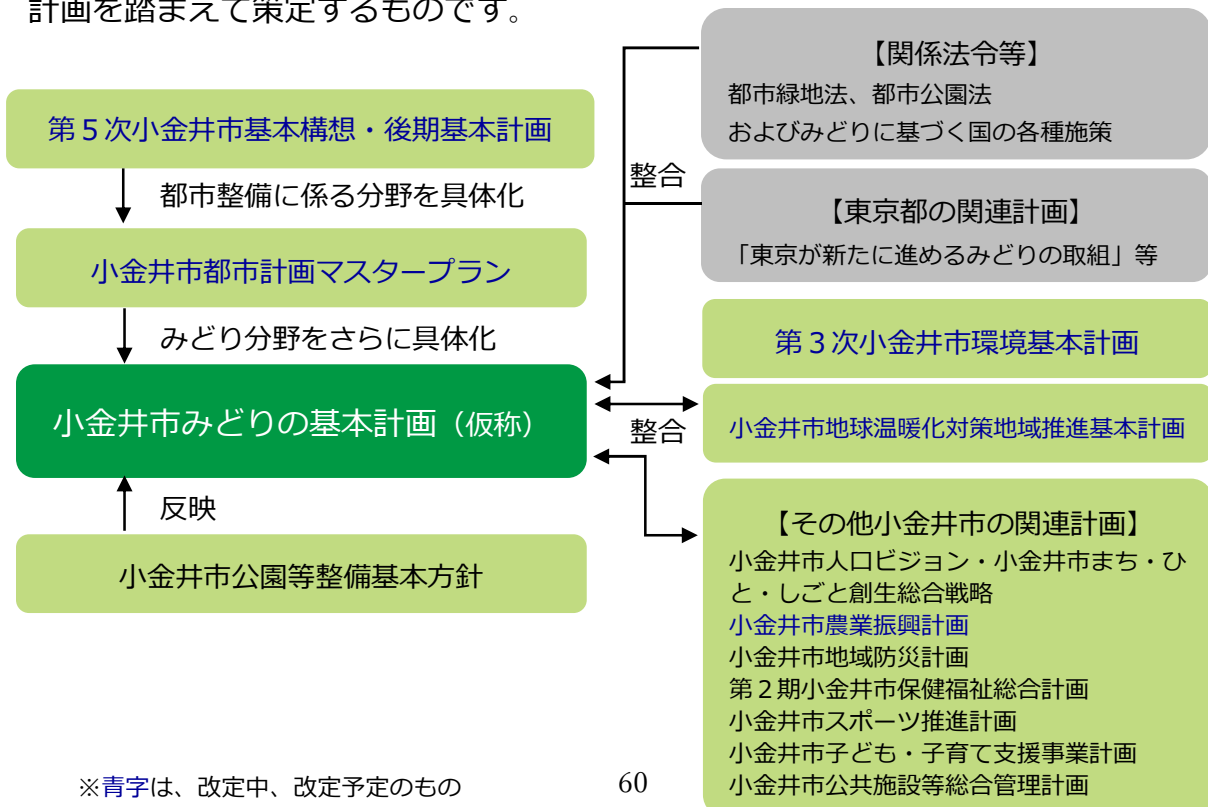 計画を踏まえて策定するものです。
第５次小金井市基本構想・後期基本計画
都市整備に係る分野を具体化
小金井市都市計画マスタープラン
みどり分野をさらに具体化
小金井市みどりの基本計画（仮称）
反映
小金井市公園等整備基本方針
整合
整合
【関係法令等】
都市緑地法、都市公園法
およびみどりに基づく国の各種施策
【東京都の関連計画】
「東京が新たに進めるみどりの取組」等
第３次小金井市環境基本計画
小金井市地球温暖化対策地域推進基本計画
【その他小金井市の関連計画】
小金井市人口ビジョン・小金井市まち・ひ
と・しごと創生総合戦略
小金井市農業振興計画
小金井市地域防災計画
第２期小金井市保健福祉総合計画
小金井市スポーツ推進計画
小金井市子ども・子育て支援事業計画
小金井市公共施設等総合管理計画
※青字は、改定中、改定予定のもの
60